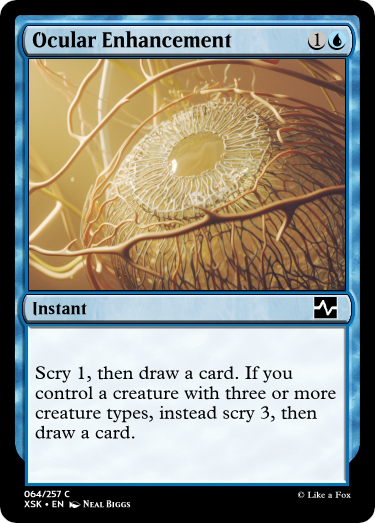 Ocular Enhancement 1
Instant
Scry 1, then draw a card. If you
control a creature with three or more
creature types, instead scry 3, then
draw a card.
064/257 C
XSK • EN Neal Biggs
© Like a Fox